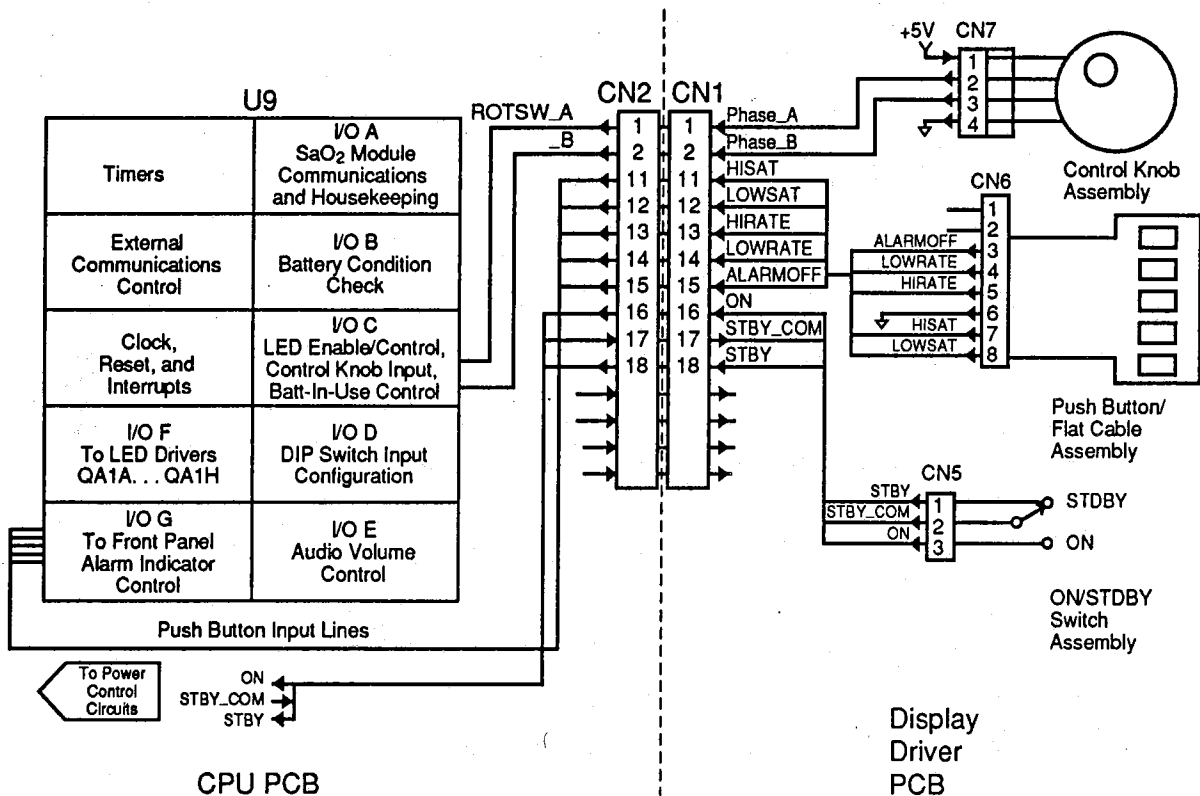 U9
Timers
I/O A
SaO2 Module
Communications
and Housekeeping
External
Communications
Control
I/O B
Battery Condition
Check
Clock,
Reset, and
Interrupts
I/O C
LED Enable/Control,
Control Knob Input,
Batt-In-Use Control
I/O F
To LED Drivers
QA1A. . . QA1H
I/O D
DIP Switch Input
Configuration
I/O G
To Front Panel
Alarm Indicator
Control
I/O E
Audio Volume
Control
Push Button Input Lines
To Power
Control
Circuits
ON
STBY_COM
STBY
CPU PCB
ROTSW_A
_B
CN2
1
2
11
12
13
14
15
16
17
18
CN1
1
2
11
12
13
14
15
16
17
18
Phase_A
Phase_B
HISAT
LOWSAT
HIRATE
LOWRATE
ALARMOFF
ON
STBY_COM
STBY
+5V
CN7
1
2
3
4
Control Knob
Assembly
CN6
1
2
3
4
5
6
7
8
ALARMOFF
LOWRATE
HIRATE
HISAT
LOWSAT
Push Button/
Flat Cable
Assembly
CN5
1
2
3
STBY
STBY_COM
ON
STDBY
ON
ON/STDBY
Switch
Assembly
Display
Driver
PCB